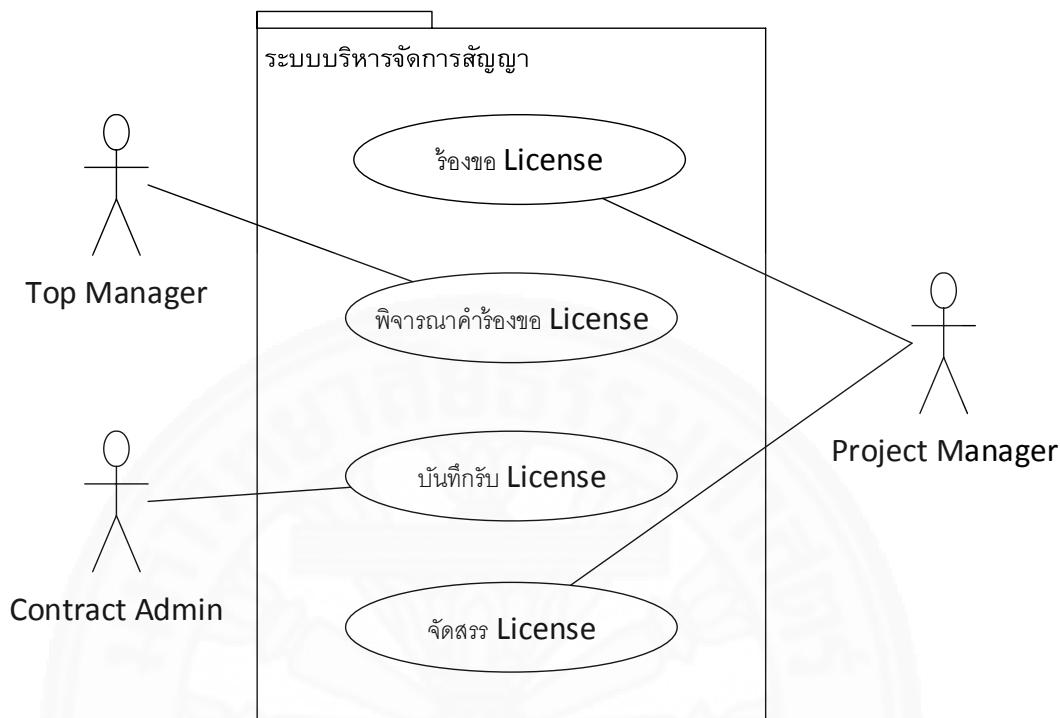 ระบบบริหารจัดการสัญญา
ร้องขอ License
Top Manager
พิจารณาคำร้องขอ License
Project Manager
บันทึกรับ License
Contract Admin
จัดสรร License